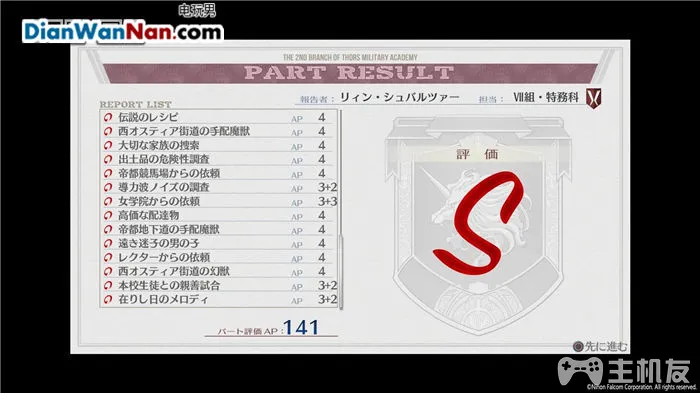 电玩男
DianWanNan.com
THE 2ND BRANCH OF THORS MILITARY ACADEMY
PART RESULT
報告者： リィン・シュバルツァー 担当： Ⅶ組・特務科
REPORT LIST
伝説のレシピ AP 4
西オスティア街道の手配魔獣 AP 4
大切な家族の捜索 AP 4
出土品の危険性調査 AP 4
帝都競馬場からの依頼 AP 4
導力波ノイズの調査 AP 3+2
女学院からの依頼 AP 3+3
高価な配達物 AP 4
帝都地下道の手配魔獣 AP 4
遠き迷子の男の子 AP 4
レクターからの依頼 AP 4
西オスティア街道の幻獣 AP 4
本校生徒との親善試合 AP 3+2
在りし日のメロディ AP 3+2
パート評価 AP： 141
評価
S
先に進む
主机友
©Nihon Falcom Corporation. All rights reserved.